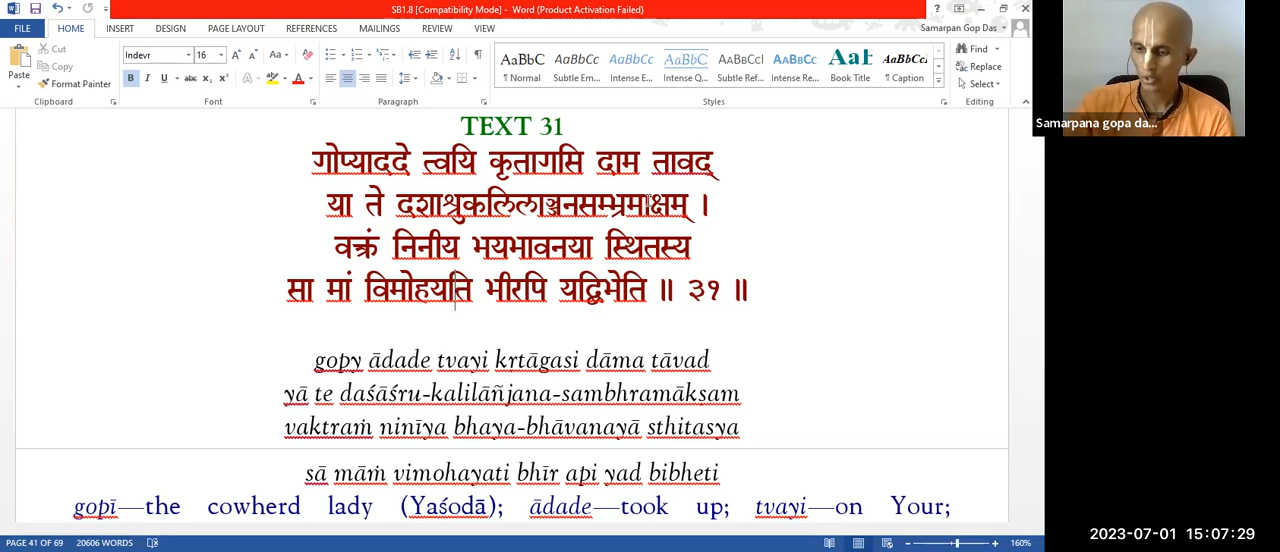 SB1.8 [Compatibility Mode] - Word (Product Activation Failed)
FILE HOME INSERT DESIGN PAGE LAYOUT REFERENCES MAILINGS REVIEW VIEW Samarpan Gop Das
Cut
Copy
Format Painter
Paste
Clipboard
Indevr 16
Font
Paragraph
AaBbC AaBbCc AaBbCc AaBbCc AaBbCc AaBbCc AaB AaBbCc
¶ Normal Subtle Em... Intense E... Intense Q... Subtle Ref... Intense Re... Book Title ¶ Caption
Styles
Find
Replace
Select
Editing
Samarpana gopa da...
TEXT 31
गोप्याददे त्वयि कृतागसि दाम तावद्
या ते दशाश्रुकलिलाञ्जनसम्भ्रमाक्षम् ।
वक्त्रं निनीय भयभावनया स्थितस्य
सा मां विमोहयति भीरपि यद्बिभेति ॥ ३१ ॥
gopy ādade tvayi kṛtāgasi dāma tāvad
yā te daśāśru-kalilāñjana-sambhramākṣam
vaktraṁ ninīya bhaya-bhāvanayā sthitasya
sā māṁ vimohayati bhīr api yad bibheti
gopī—the cowherd lady (Yaśodā); ādade—took up; tvayi—on Your;
PAGE 41 OF 69 20606 WORDS 160%
2023-07-01 15:07:29